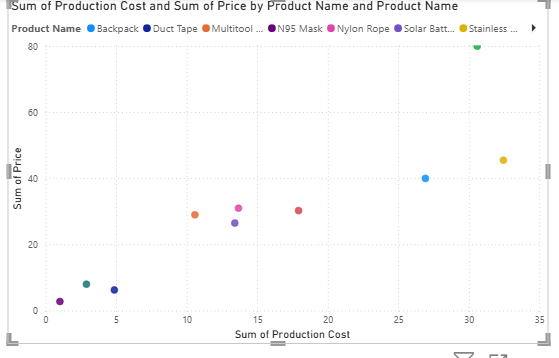 Sum of Production Cost and Sum of Price by Product Name and Product Name
Product Name Backpack Duct Tape Multitool ... N95 Mask Nylon Rope Solar Batt... Stainless ...
80
60
40
20
0
Sum of Price
0 5 10 15 20 25 30 35
Sum of Production Cost